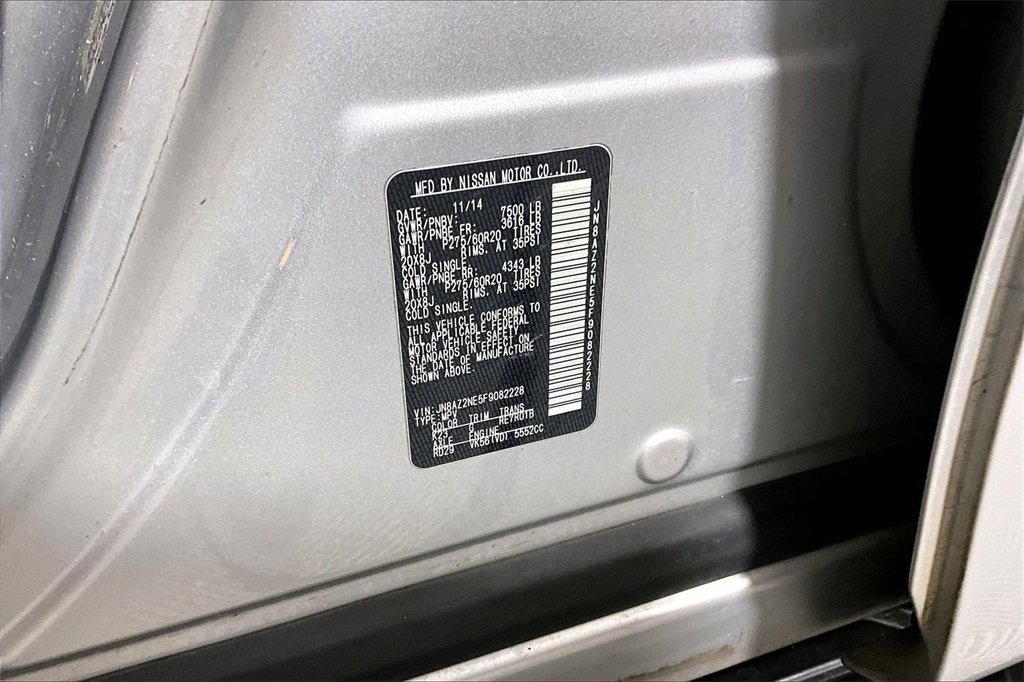 MFD BY NISSAN MOTOR CO.,LTD.
DATE: 11/14
GVWR/PNBV: 7500 LB
GAWR/PNBE FR: 3616 LB
WITH P275/60R20 TIRES
20X8J RIMS. AT 35PSI
COLD SINGLE.
GAWR/PNBE RR: 4343 LB
WITH P275/60R20 TIRES
20X8J RIMS. AT 35PSI
COLD SINGLE.
THIS VEHICLE CONFORMS TO
ALL APPLICABLE FEDERAL
MOTOR VEHICLE SAFETY
STANDARDS IN EFFECT ON
THE DATE OF MANUFACTURE
SHOWN ABOVE.
VIN:JN8AZ2NE5F9082228
TYPE:MPV
COLOR TRIM TRANS
K23 G RE7R01B
AXLE ENGINE
RD29 VK56(VD) 5552CC
JN8AZ2NE5F9082228